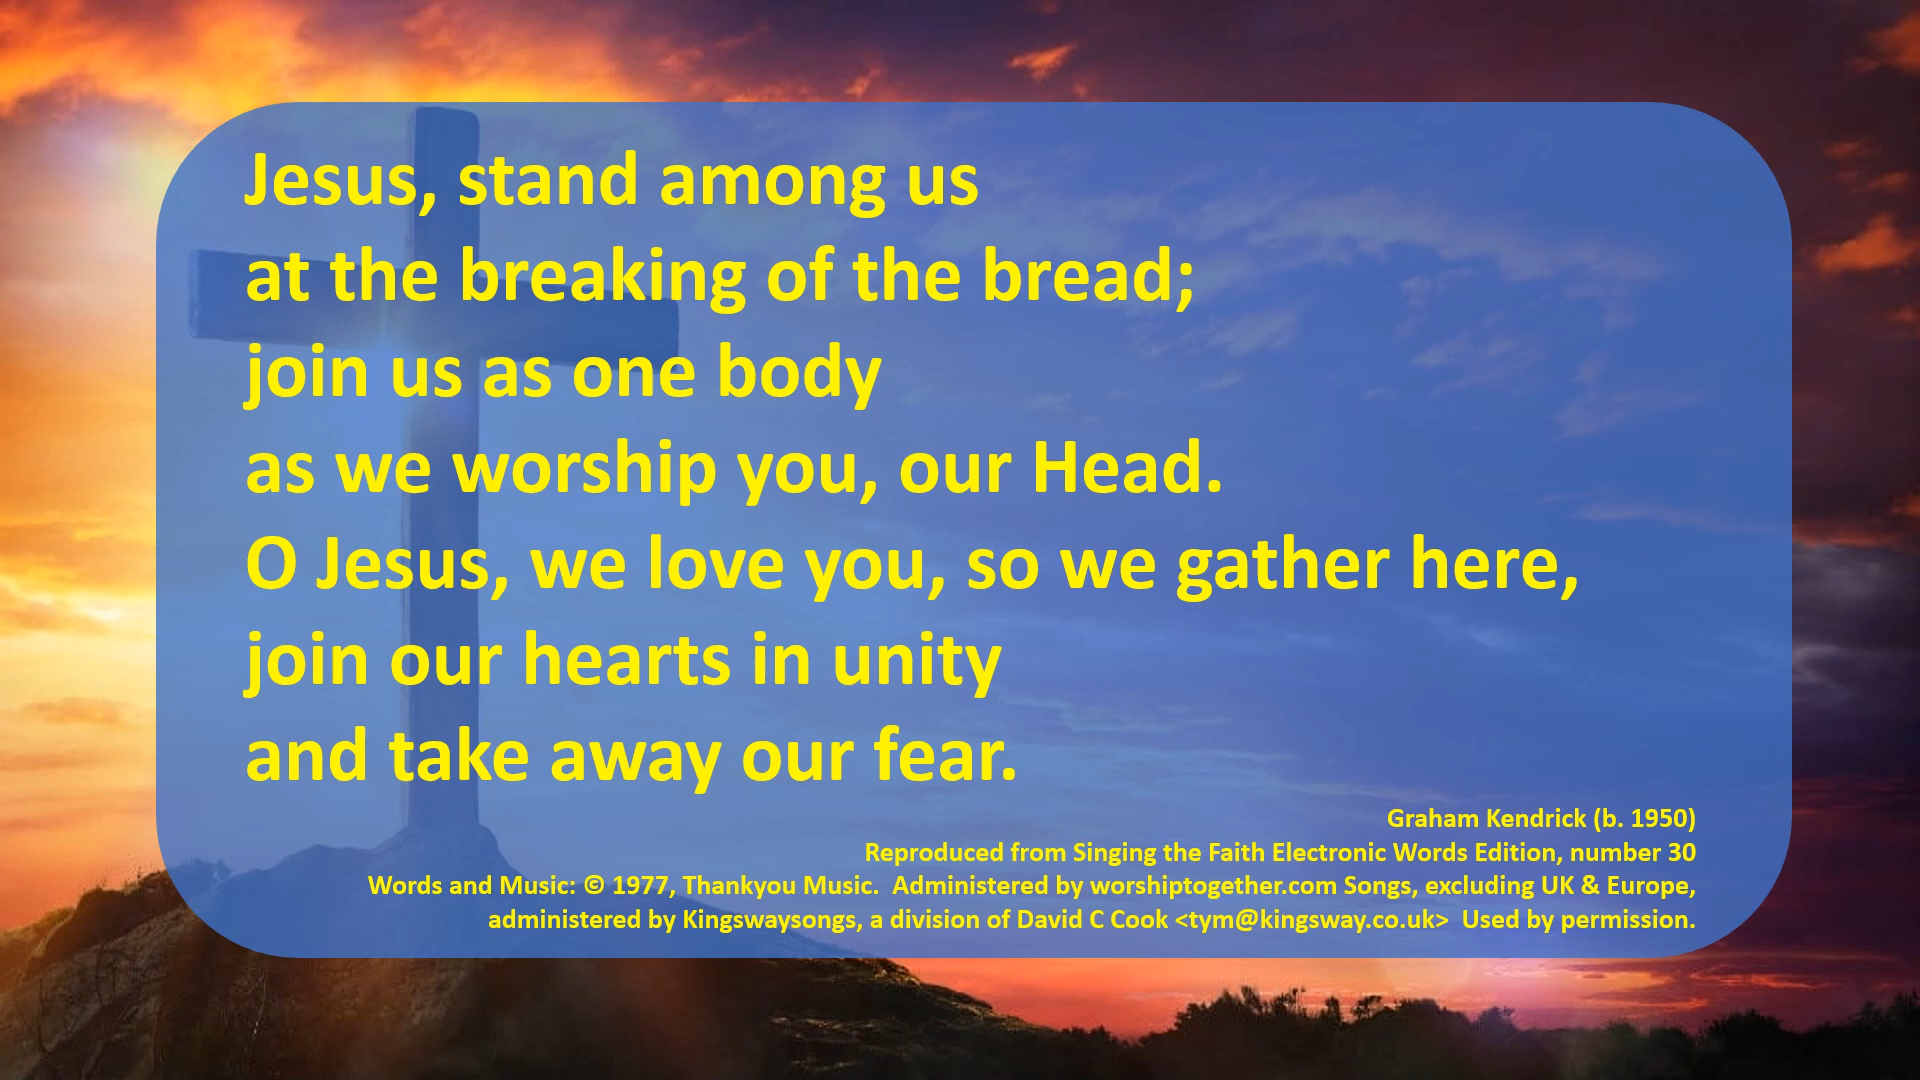 Jesus, stand among us
at the breaking of the bread;
join us as one body
as we worship you, our Head.
O Jesus, we love you, so we gather here,
join our hearts in unity
and take away our fear.
Graham Kendrick (b. 1950)
Reproduced from Singing the Faith Electronic Words Edition, number 30
Words and Music: © 1977, Thankyou Music.  Administered by worshiptogether.com Songs, excluding UK & Europe,
administered by Kingswaysongs, a division of David C Cook <tym@kingsway.co.uk>  Used by permission.